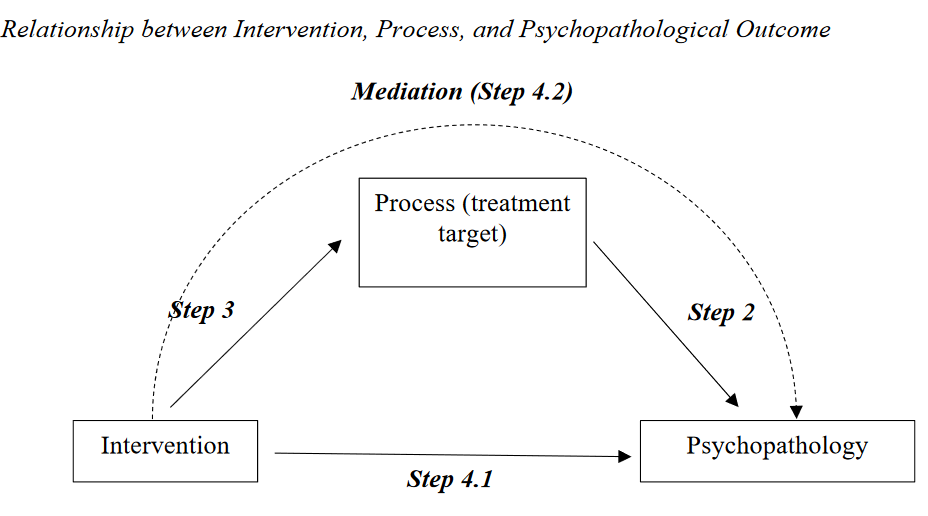 Relationship between Intervention, Process, and Psychopathological Outcome
Mediation (Step 4.2)
Process (treatment
target)
Step 3
Step 2
Intervention
Psychopathology
Step 4.1